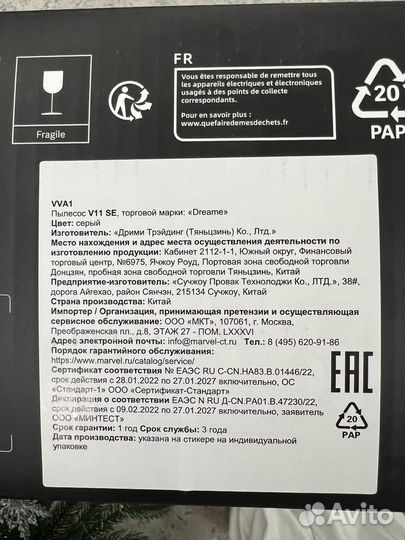 FR
Vous êtes responsable de remettre tous
les appareils électriques et électroniques
usagés à des points de collecte
correspondants.
Pour en savoir plus:
www.quefairedemesdechets.fr
Fragile
20
PAP
VVA1
Пылесос V11 SE, торговой марки: «Dreame»
Цвет: серый
Изготовитель: «Дрими Трэйдинг (Тяньцзинь) Ко., Лтд.»
Место нахождения и адрес места осуществления деятельности по
изготовлению продукции: Кабинет 2112-1-1, Южный округ, Финансовый
торговый центр, №6975, Ячжоу Роуд, Портовая зона свободной торговли
Донцзян, пробная зона свободной торговли Тяньцзинь, Китай
Предприятие-изготовитель: «Сучжоу Провак Технолоджи Ко., ЛТД.», 38#,
дорога Айгехао, район Сянчэн, 215134 Сучжоу, Китай
Страна производства: Китай
Импортер / Организация, принимающая претензии и осуществляющая
сервисное обслуживание: ООО «МКТ», 107061, г. Москва,
Преображенская пл., д.8, ЭТАЖ 27 - ПОМ. LXXXVI
Адрес электронной почты: info@marvel-ct.ru Тел.: 8 (495) 620-91-86
Порядок гарантийного обслуживания:
https://www.marvel.ru/catalog/service/
Сертификат соответствия № ЕАЭС RU С-CN.НА83.В.01446/22,
срок действия от 28.01.2022 по 27.01.2027 включительно, ОС
«Стандарт-1» ООО «Сертификат-Стандарт»
Декларация о соответствии ЕАЭС N RU Д-CN.РА01.В.47230/22,
срок действия с 09.02.2022 по 27.01.2027 включительно, заявитель
ООО «МИНТЕСТ»
Срок гарантии: 1 год Срок службы: 3 года
Дата производства: указана на стикере на индивидуальной
упаковке
EAC
20
PAP
Avito